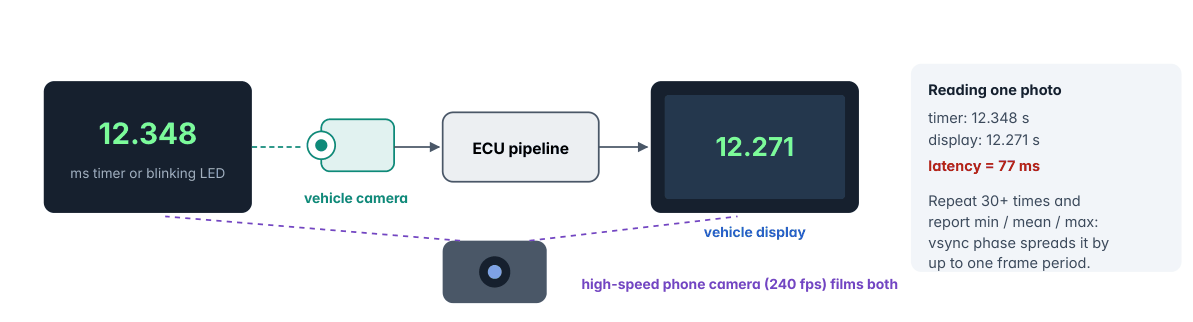 12.348
ms timer or blinking LED
vehicle camera
ECU pipeline
12.271
vehicle display
high-speed phone camera (240 fps) films both
Reading one photo
timer: 12.348 s
display: 12.271 s
latency = 77 ms
Repeat 30+ times and
report min / mean / max:
vsync phase spreads it by
up to one frame period.